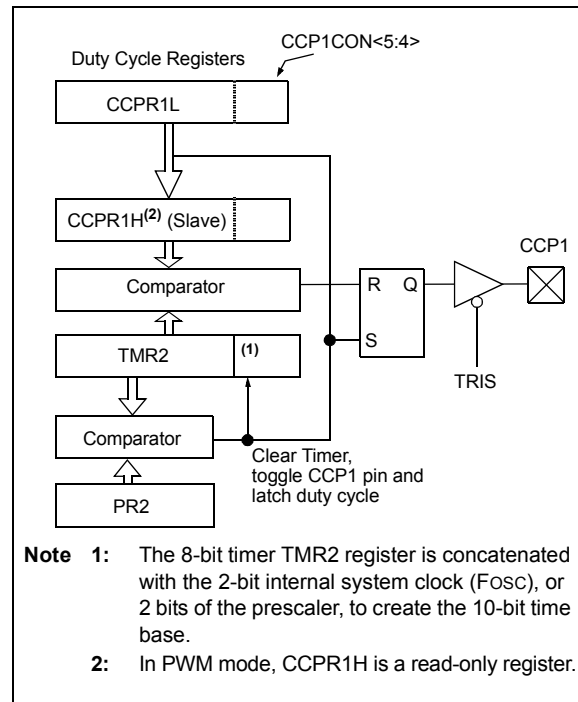 CCP1CON<5:4>
Duty Cycle Registers
CCPR1L
CCPR1H(2) (Slave)
CCP1
Comparator
R Q
TMR2
(1)
S
TRIS
Comparator
Clear Timer,
toggle CCP1 pin and
latch duty cycle
PR2
Note 1: The 8-bit timer TMR2 register is concatenated
with the 2-bit internal system clock (FOSC), or
2 bits of the prescaler, to create the 10-bit time
base.
2: In PWM mode, CCPR1H is a read-only register.